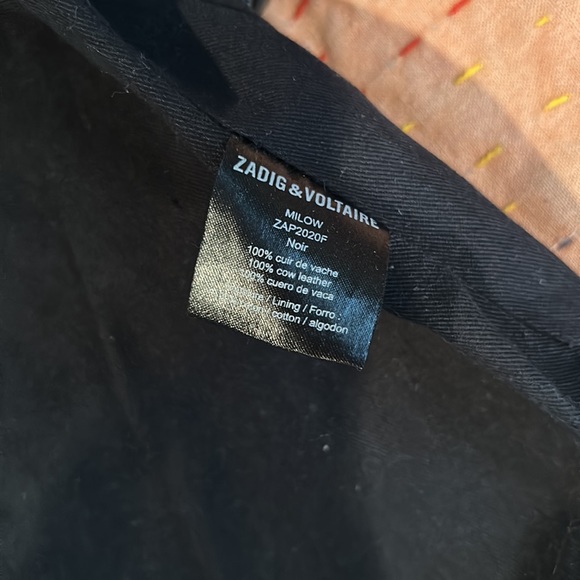 ZADIG & VOLTAIRE
MILOW
ZAP2020F
Noir
100% cuir de vache
100% cow leather
100% cuero de vaca
/ Lining / Forro :
cotton / algodon